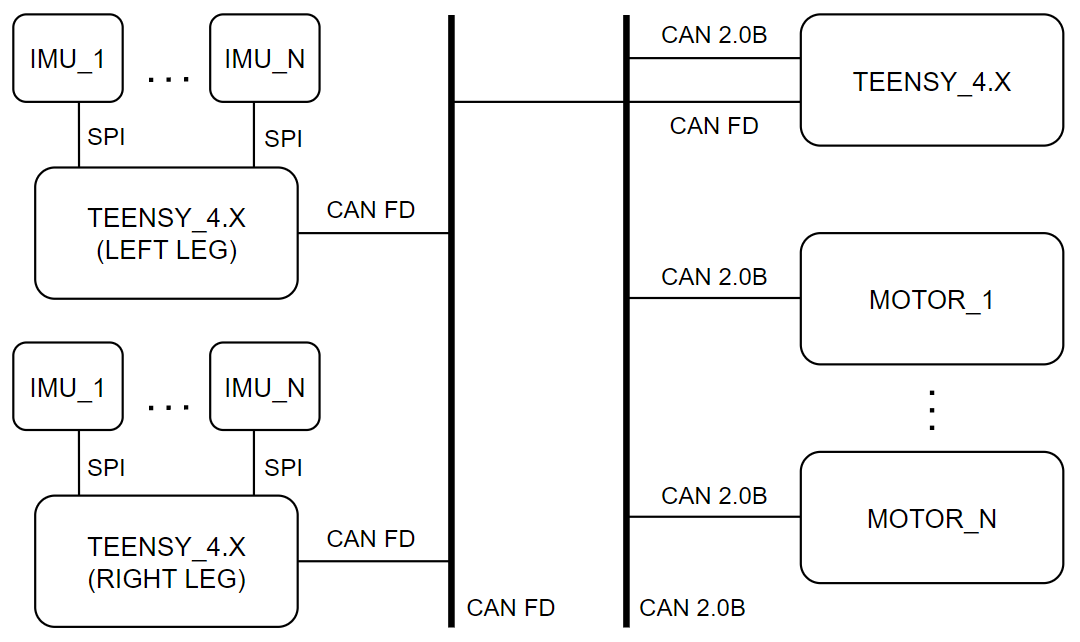 IMU_1
. . .
IMU_N
SPI
SPI
TEENSY_4.X
(LEFT LEG)
CAN FD
IMU_1
. . .
IMU_N
SPI
SPI
TEENSY_4.X
(RIGHT LEG)
CAN FD
CAN FD
CAN 2.0B
CAN 2.0B
TEENSY_4.X
CAN FD
CAN 2.0B
MOTOR_1
CAN 2.0B
MOTOR_N